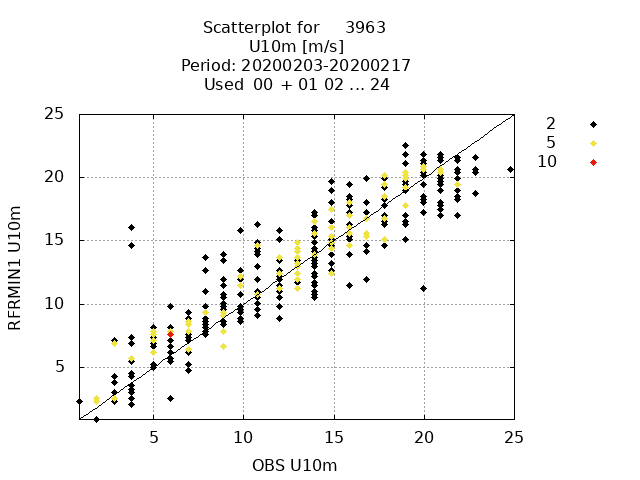 Scatterplot for 3963
U10m [m/s]
Period: 20200203-20200217
Used 00 + 01 02 ... 24
25
20
15
10
5
5
10
15
20
25
RFRMIN1 U10m
OBS U10m
2
5
10